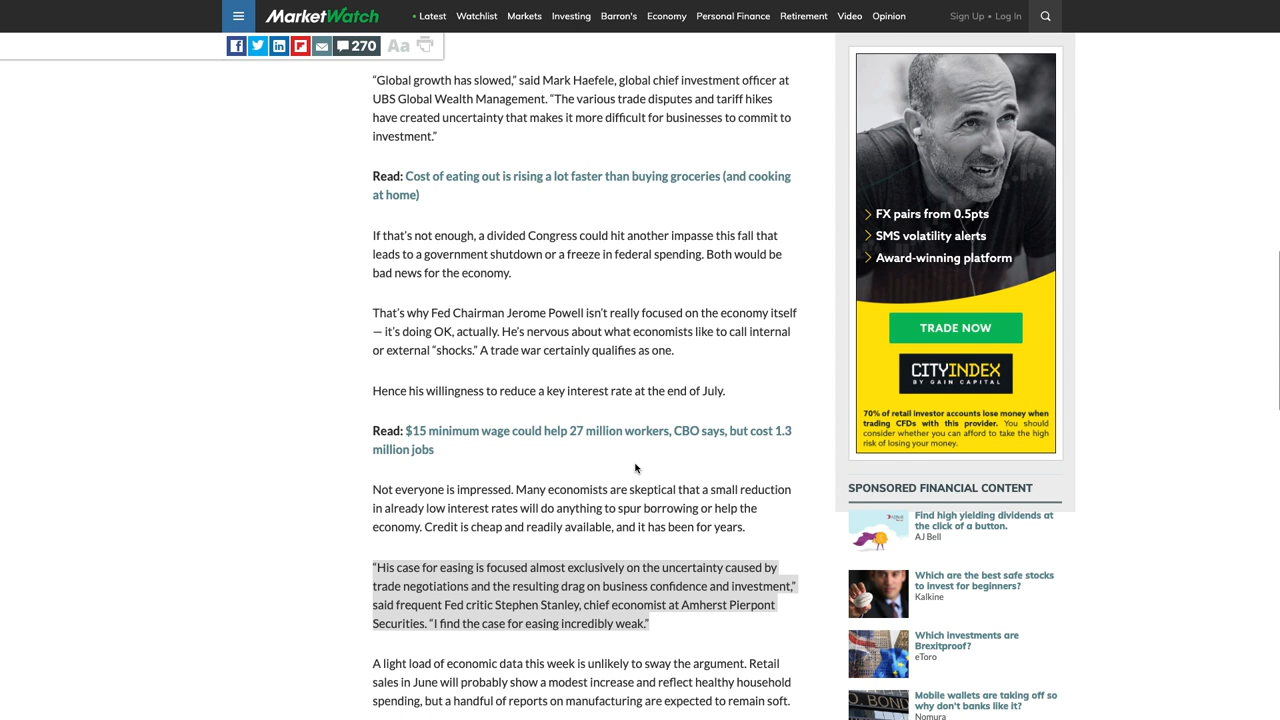 MarketWatch
Latest Watchlist Markets Investing Barron's Economy Personal Finance Retirement Video Opinion
Sign Up • Log In
270
Aa
“Global growth has slowed,” said Mark Haefele, global chief investment officer at
UBS Global Wealth Management. “The various trade disputes and tariff hikes
have created uncertainty that makes it more difficult for businesses to commit to
investment.”
Read: Cost of eating out is rising a lot faster than buying groceries (and cooking
at home)
If that’s not enough, a divided Congress could hit another impasse this fall that
leads to a government shutdown or a freeze in federal spending. Both would be
bad news for the economy.
That’s why Fed Chairman Jerome Powell isn’t really focused on the economy itself
— it’s doing OK, actually. He’s nervous about what economists like to call internal
or external “shocks.” A trade war certainly qualifies as one.
Hence his willingness to reduce a key interest rate at the end of July.
Read: $15 minimum wage could help 27 million workers, CBO says, but cost 1.3
million jobs
Not everyone is impressed. Many economists are skeptical that a small reduction
in already low interest rates will do anything to spur borrowing or help the
economy. Credit is cheap and readily available, and it has been for years.
“His case for easing is focused almost exclusively on the uncertainty caused by
trade negotiations and the resulting drag on business confidence and investment,”
said frequent Fed critic Stephen Stanley, chief economist at Amherst Pierpont
Securities. “I find the case for easing incredibly weak.”
A light load of economic data this week is unlikely to sway the argument. Retail
sales in June will probably show a modest increase and reflect healthy household
spending, but a handful of reports on manufacturing are expected to remain soft.
FX pairs from 0.5pts
SMS volatility alerts
Award-winning platform
TRADE NOW
CITYINDEX
BY GAIN CAPITAL
70% of retail investor accounts lose money when
trading CFDs with this provider. You should
consider whether you can afford to take the high
risk of losing your money.
SPONSORED FINANCIAL CONTENT
Find high yielding dividends at
the click of a button.
AJ Bell
Which are the best safe stocks
to invest for beginners?
Kalkine
Which investments are
Brexitproof?
eToro
O BOND
Mobile wallets are taking off so
why don't banks like it?
Nomura